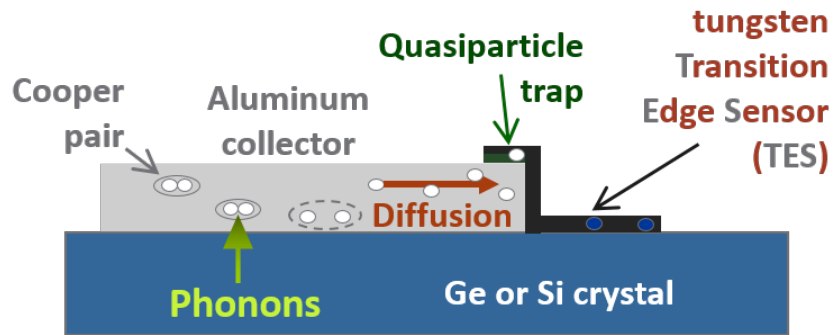 tungsten
Transition
Edge Sensor
(TES)
Quasiparticle
trap
Cooper
pair
Aluminum
collector
Diffusion
Phonons
Ge or Si crystal